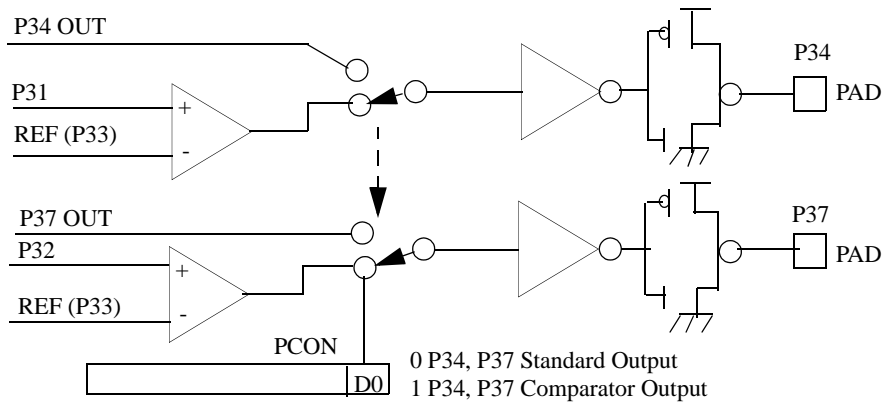 P34 OUT
P34
P31
+
PAD
REF (P33)
-
P37 OUT
P37
P32
+
PAD
REF (P33)
-
PCON
0 P34, P37 Standard Output
D0
1 P34, P37 Comparator Output